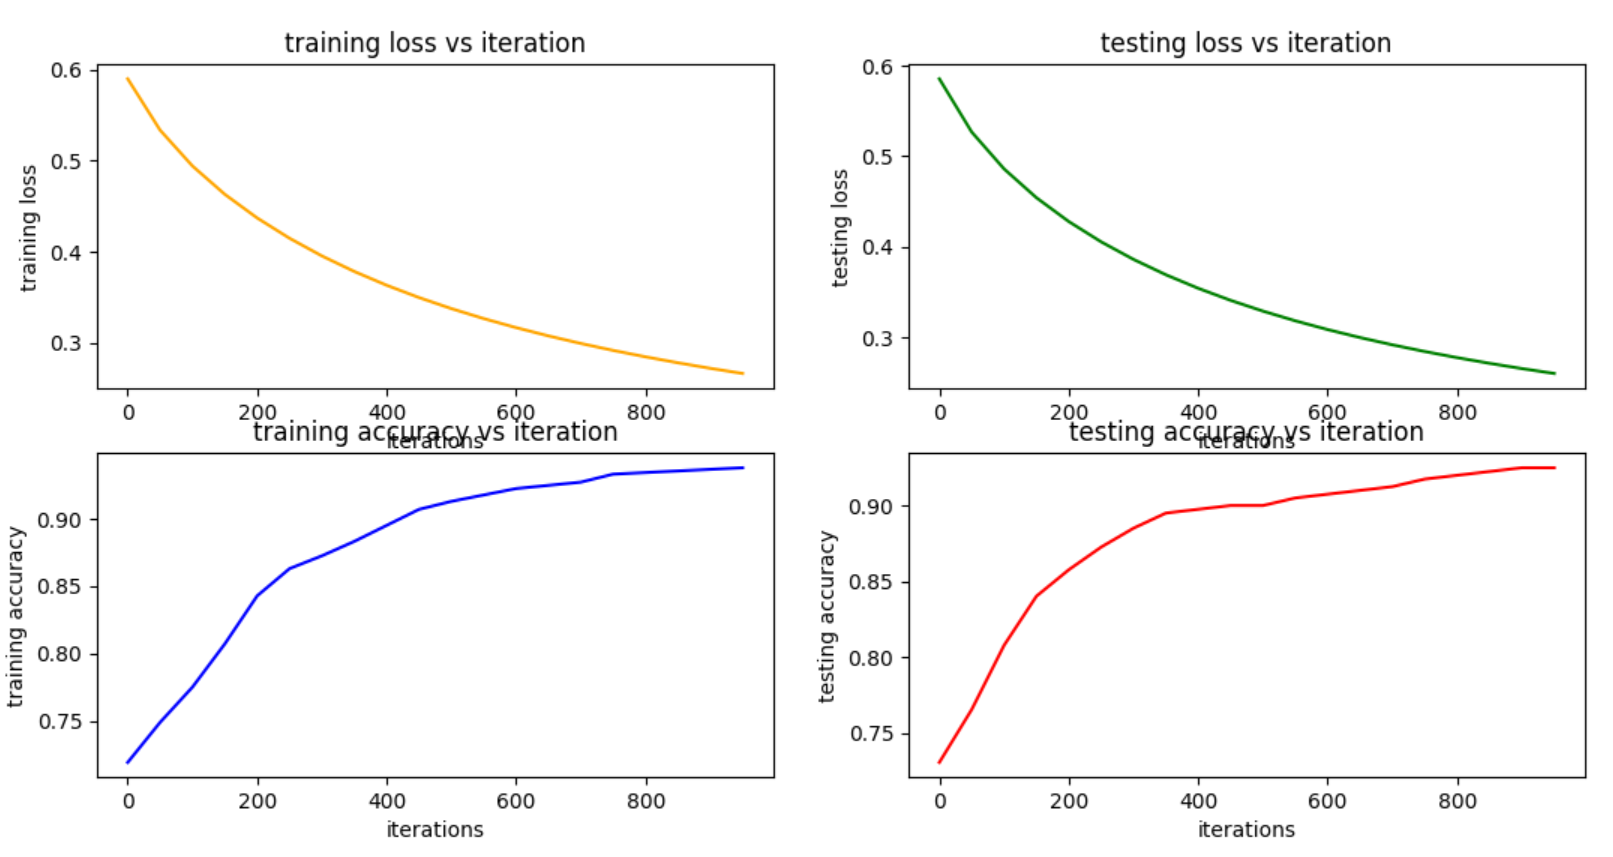 training loss vs iteration
training loss
0.6
0.5
0.4
0.3
0 200 400 600 800
iterations
testing loss vs iteration
testing loss
0.6
0.5
0.4
0.3
0 200 400 600 800
iterations
training accuracy vs iteration
training accuracy
0.90
0.85
0.80
0.75
0 200 400 600 800
iterations
testing accuracy vs iteration
testing accuracy
0.90
0.85
0.80
0.75
0 200 400 600 800
iterations